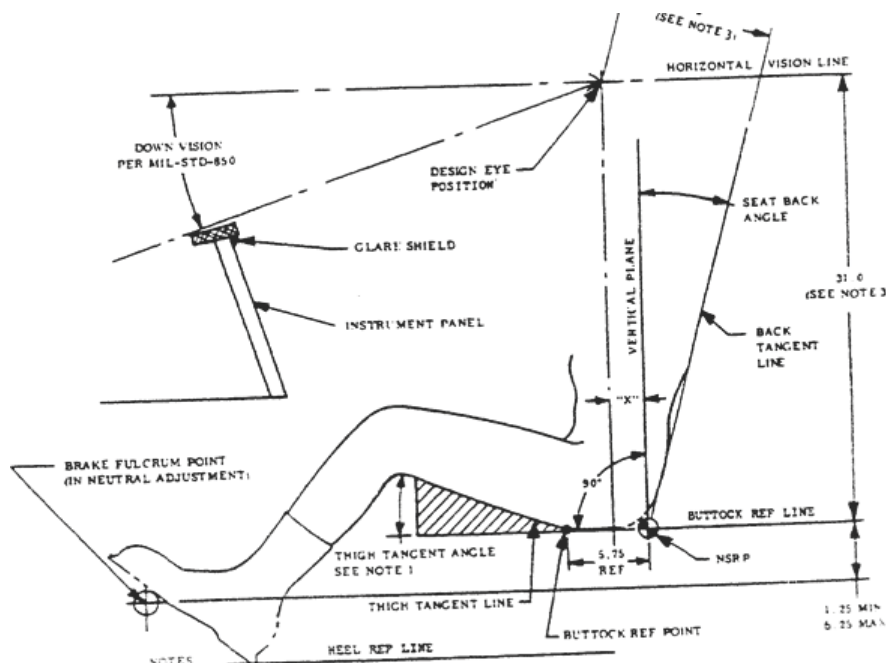 (SEE NOTE 3)
HORIZONTAL VISION LINE
DOWN VISION
PER MIL-STD-850
DESIGN EYE
POSITION
SEAT BACK
ANGLE
GLARE SHIELD
31.0
(SEE NOTE 3
VERTICAL PLANE
INSTRUMENT PANEL
BACK
TANGENT
LINE
"X"
BRAKE FULCRUM POINT
(IN NEUTRAL ADJUSTMENT)
90°
BUTTOCK REF LINE
THIGH TANGENT ANGLE
SEE NOTE 1
5.75
REF
NSRP
THIGH TANGENT LINE
1.25 MIN
6.25 MAX
BUTTOCK REF POINT
HEEL REF LINE
NOTES